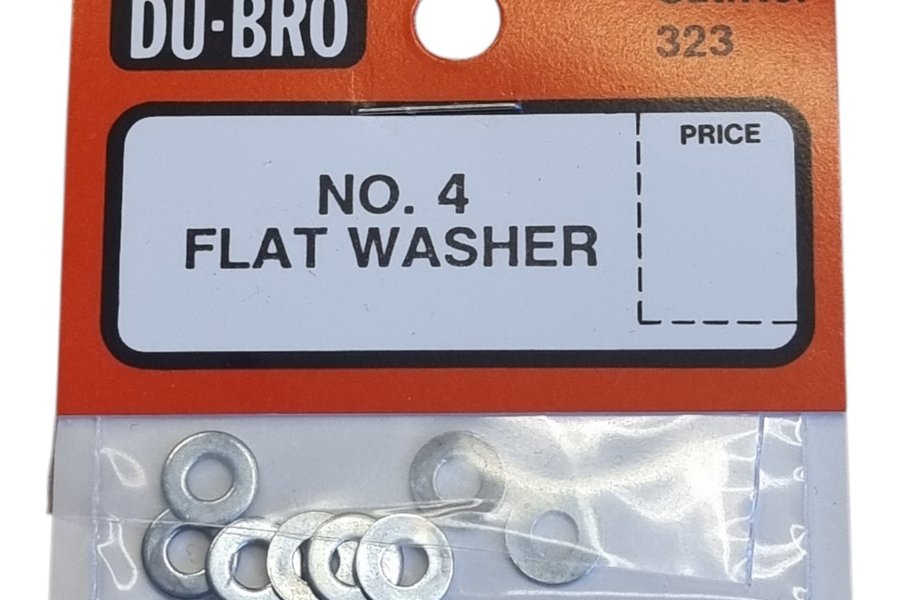 DU-BRO
323
PRICE
NO. 4
FLAT WASHER